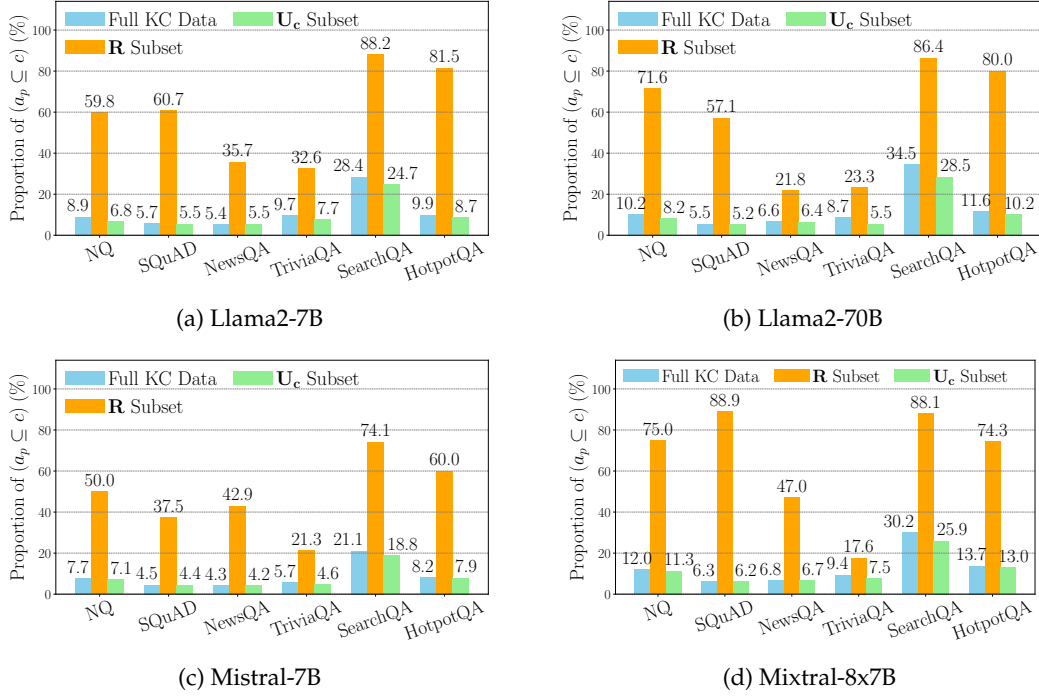 Full KC Data
U_c Subset
R Subset
Proportion of (a_p ⊆ c) (%)
100
80
60
40
20
0
8.9 59.8 6.8
5.7 60.7 5.5
5.4 35.7 5.5
9.7 32.6 7.7
28.4 88.2 24.7
9.9 81.5 8.7
NQ SQuAD NewsQA TriviaQA SearchQA HotpotQA
(a) Llama2-7B
Full KC Data
U_c Subset
R Subset
Proportion of (a_p ⊆ c) (%)
100
80
60
40
20
0
10.2 71.6 8.2
5.5 57.1 5.2
6.6 21.8 6.4
8.7 23.3 5.5
34.5 86.4 28.5
11.6 80.0 10.2
NQ SQuAD NewsQA TriviaQA SearchQA HotpotQA
(b) Llama2-70B
Full KC Data
U_c Subset
R Subset
Proportion of (a_p ⊆ c) (%)
100
80
60
40
20
0
7.7 50.0 7.1
4.5 37.5 4.4
4.3 42.9 4.2
5.7 21.3 4.6
21.1 74.1 18.8
8.2 60.0 7.9
NQ SQuAD NewsQA TriviaQA SearchQA HotpotQA
(c) Mistral-7B
Full KC Data
R Subset
U_c Subset
Proportion of (a_p ⊆ c) (%)
100
80
60
40
20
0
12.0 75.0 11.3
6.3 88.9 6.2
6.8 47.0 6.7
9.4 17.6 7.5
30.2 88.1 25.9
13.7 74.3 13.0
NQ SQuAD NewsQA TriviaQA SearchQA HotpotQA
(d) Mixtral-8x7B